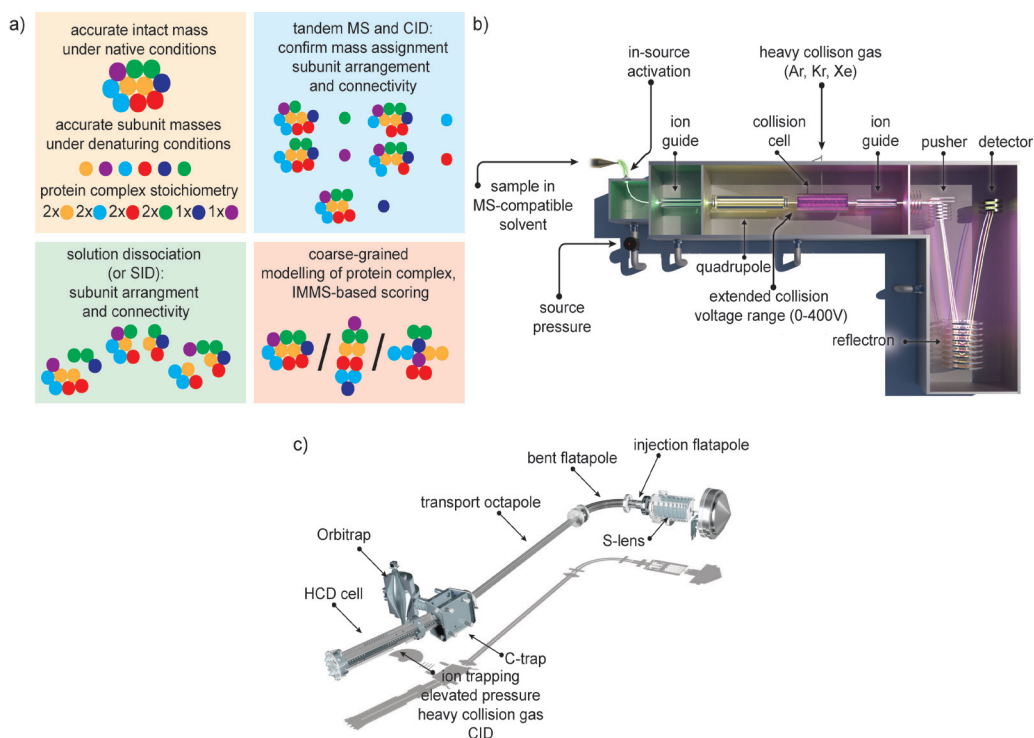 a)
accurate intact mass
under native conditions
accurate subunit masses
under denaturing conditions
protein complex stoichiometry
2x 2x 2x 2x 1x 1x
tandem MS and CID:
confirm mass assignment
subunit arrangement
and connectivity
solution dissociation
(or SID):
subunit arrangment
and connectivity
coarse-grained
modelling of protein complex,
IMMS-based scoring
/ /
b)
in-source
activation
heavy collison gas
(Ar, Kr, Xe)
ion
guide
collision
cell
ion
guide
pusher
detector
sample in
MS-compatible
solvent
source
pressure
quadrupole
extended collision
voltage range (0-400V)
reflectron
c)
injection flatapole
bent flatapole
transport octapole
S-lens
Orbitrap
HCD cell
C-trap
ion trapping
elevated pressure
heavy collision gas
CID